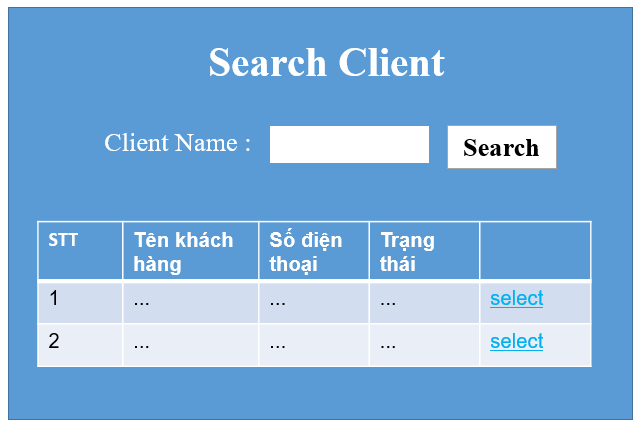 Search Client
Client Name :
Search
STT
Tên khách hàng
Số điện thoại
Trạng thái
1 ... ... ... select
2 ... ... ... select